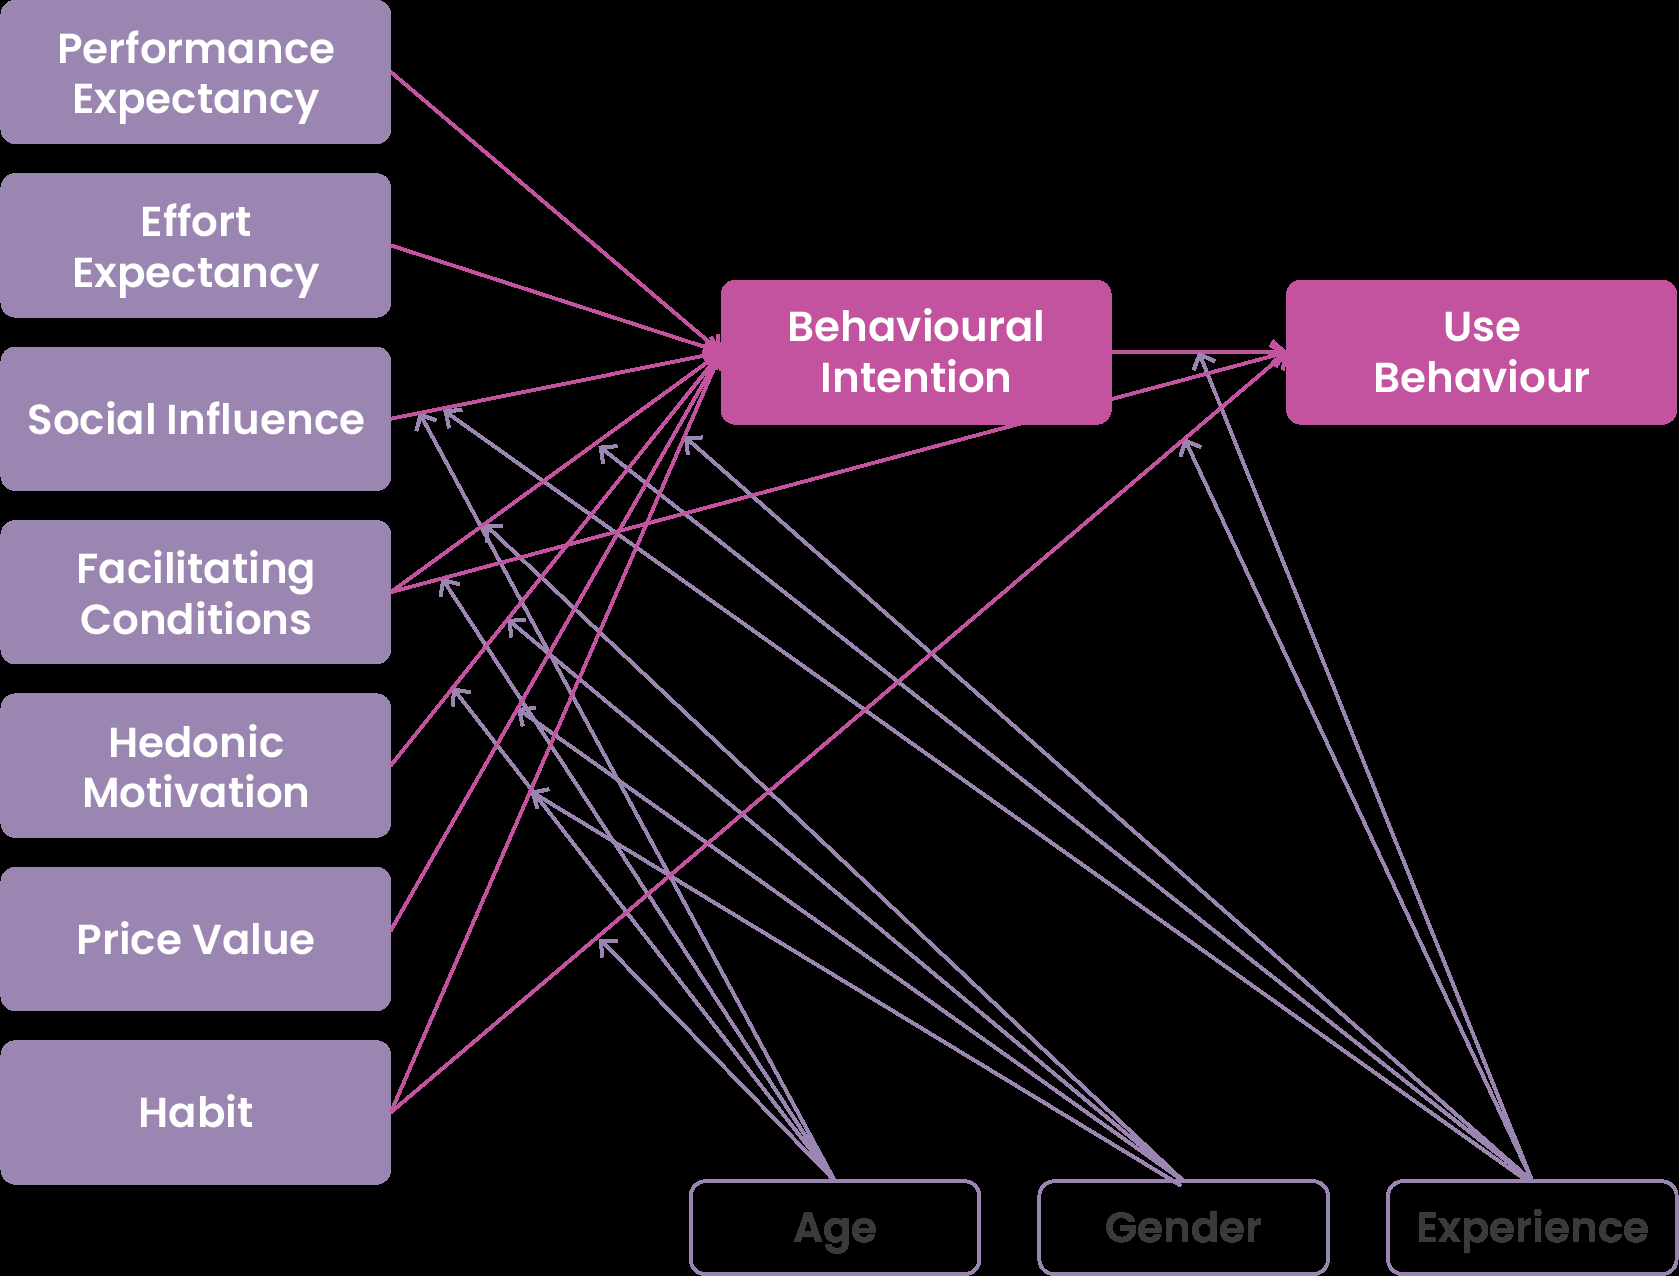 Performance
Expectancy
Effort
Expectancy
Social Influence
Facilitating
Conditions
Hedonic
Motivation
Price Value
Habit
Behavioural
Intention
Use
Behaviour
Age
Gender
Experience